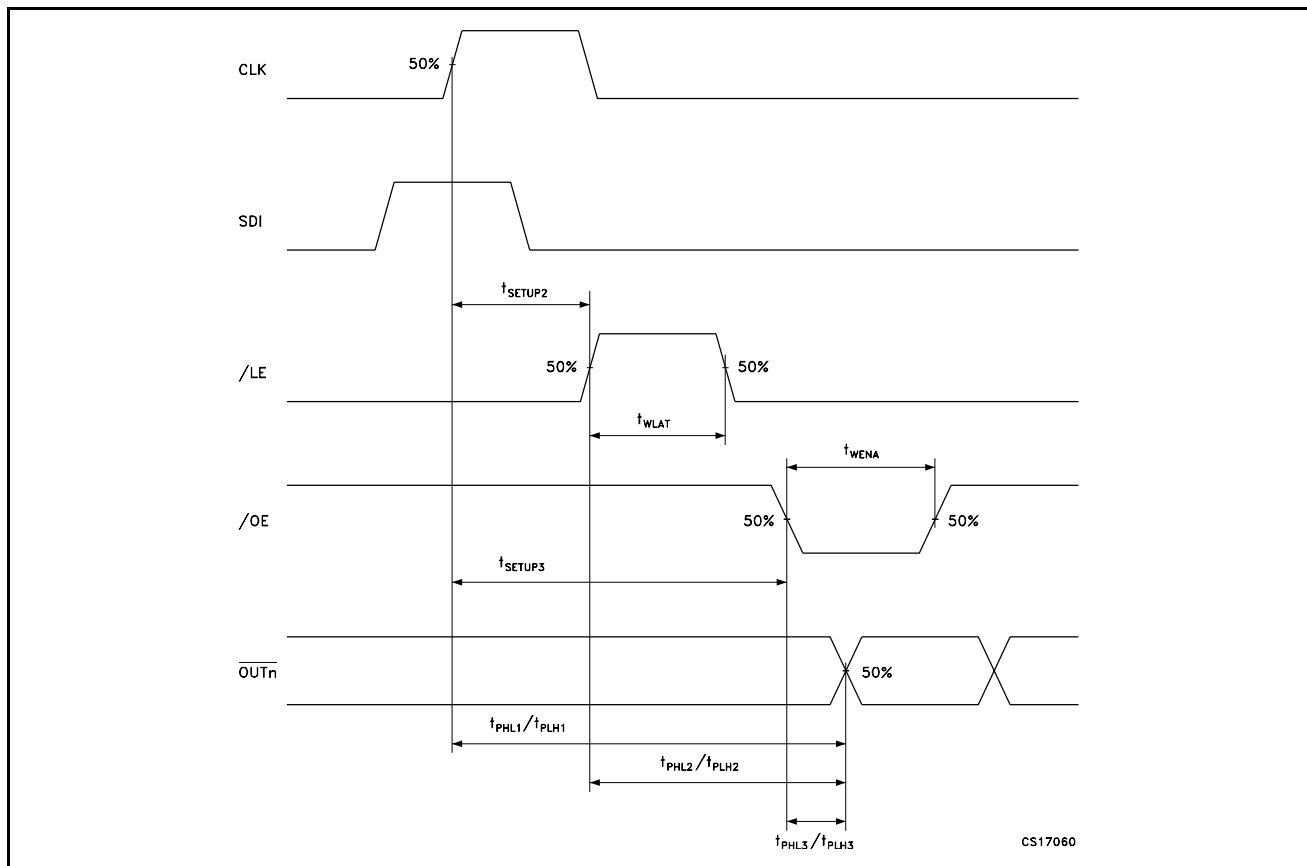 CLK
50%
SDI
tSETUP2
/LE
50%
50%
tWLAT
tWENA
/OE
50%
50%
tSETUP3
OUTn
50%
tPHL1/tPLH1
tPHL2/tPLH2
tPHL3/tPLH3
CS17060